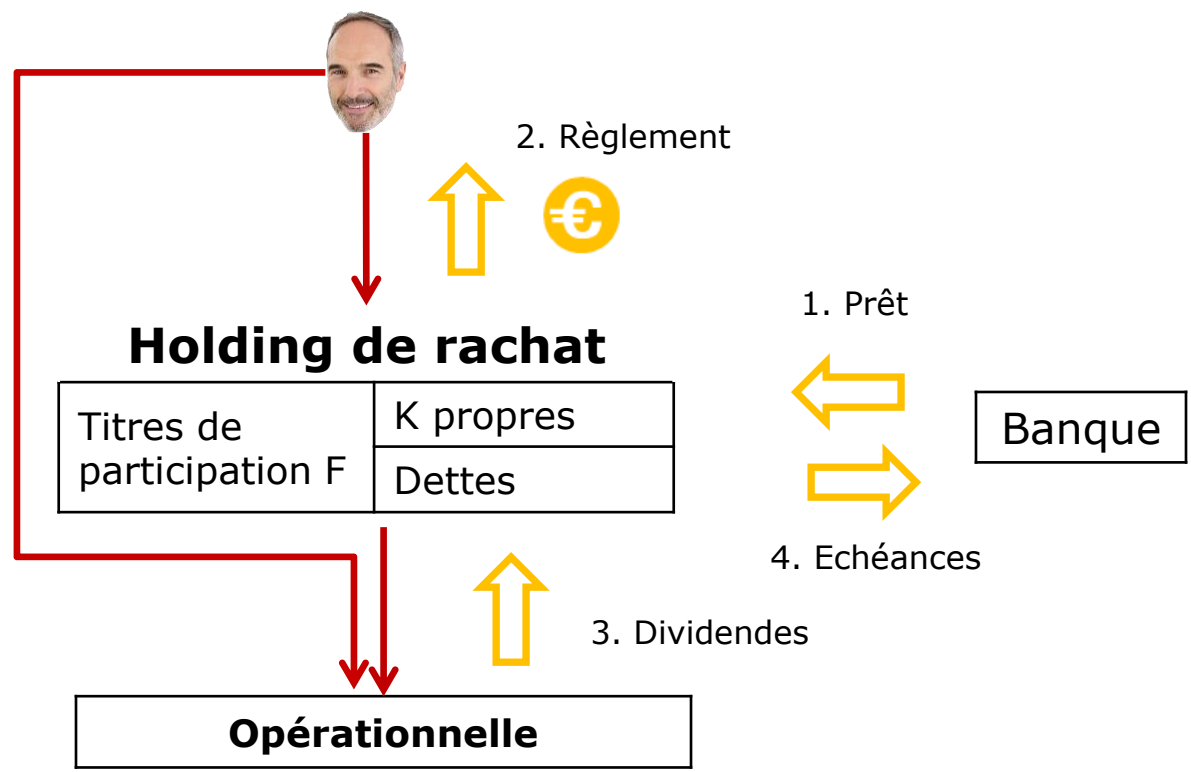 2. Règlement
€
1. Prêt
Holding de rachat
Titres de
participation F
K propres
Dettes
Banque
4. Echéances
3. Dividendes
Opérationnelle